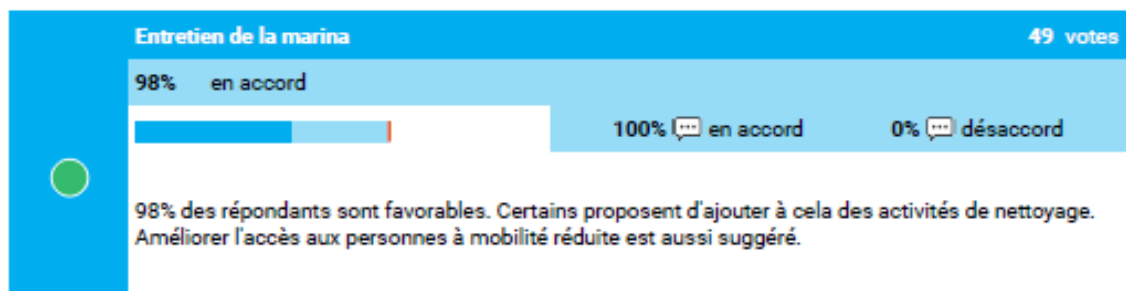 Entretien de la marina 49 votes
98% en accord
100% en accord 0% désaccord
98% des répondants sont favorables. Certains proposent d'ajouter à cela des activités de nettoyage.
Améliorer l'accès aux personnes à mobilité réduite est aussi suggéré.